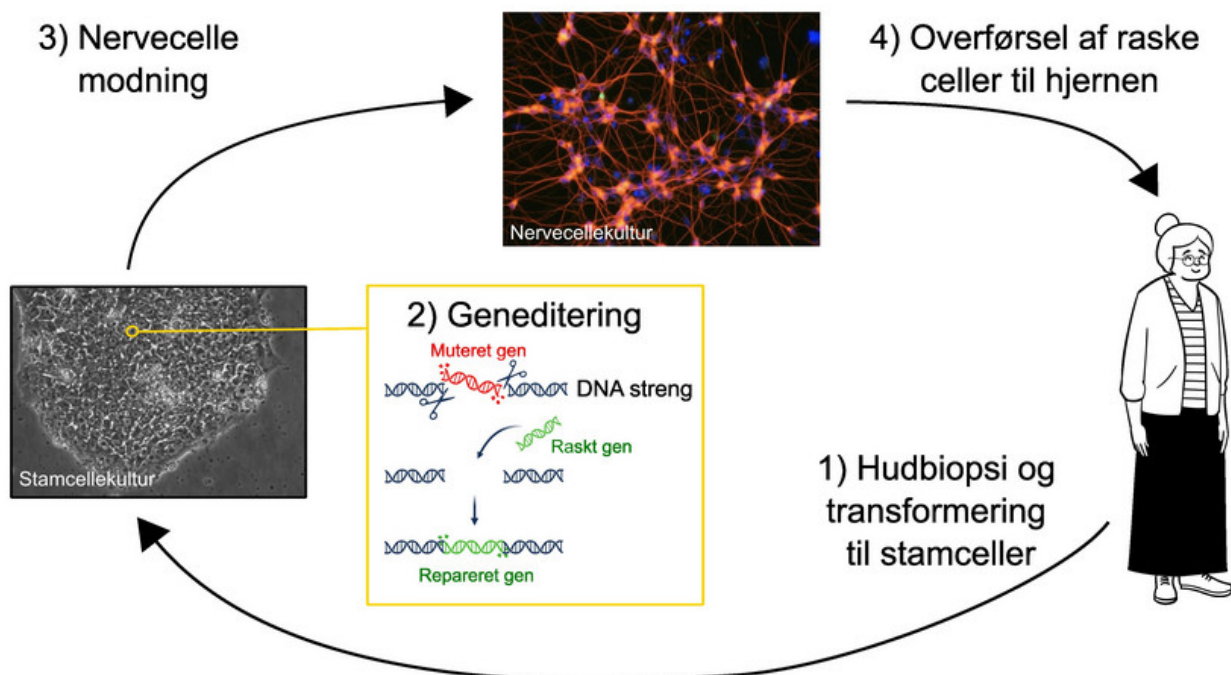 3) Nervecelle
modning
Nervecellekultur
4) Overførsel af raske
celler til hjernen
Stamcellekultur
2) Geneditering
Muteret gen
DNA streng
Raskt gen
Repareret gen
1) Hudbiopsi og
transformering
til stamceller